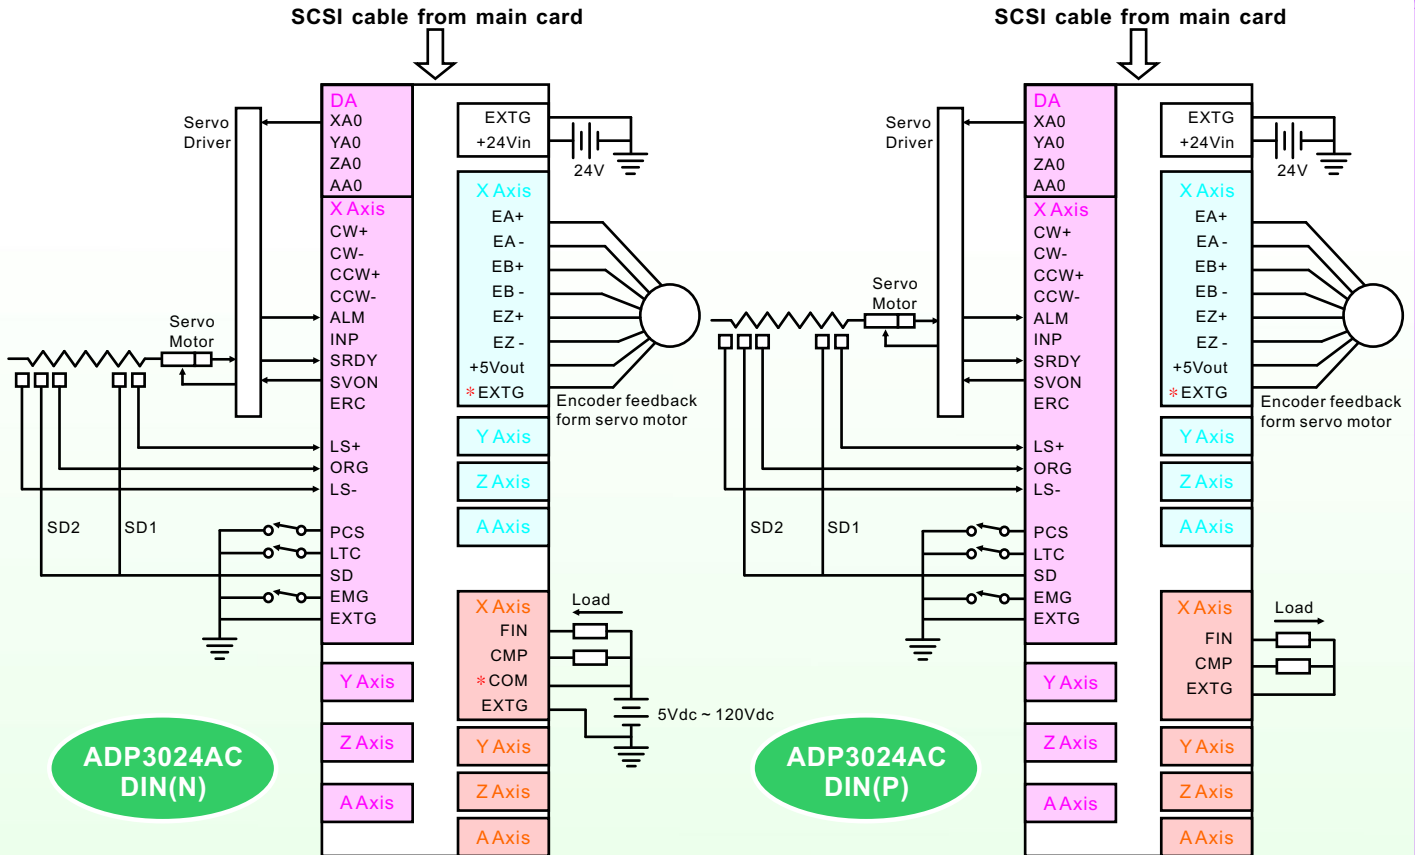 SCSI cable from main card
DA
XA0
YA0
ZA0
AA0
X Axis
CW+
CW-
CCW+
CCW-
ALM
INP
SRDY
SVON
ERC
LS+
ORG
LS-
PCS
LTC
SD
EMG
EXTG
Y Axis
Z Axis
A Axis
Servo
Driver
Servo
Motor
SD2
SD1
EXTG
+24Vin
24V
X Axis
EA+
EA -
EB+
EB -
EZ+
EZ -
+5Vout
*EXTG
Encoder feedback
form servo motor
Y Axis
Z Axis
A Axis
X Axis
FIN
CMP
*COM
EXTG
Load
5Vdc ~ 120Vdc
Y Axis
Z Axis
A Axis
ADP3024AC
DIN(N)
SCSI cable from main card
DA
XA0
YA0
ZA0
AA0
X Axis
CW+
CW-
CCW+
CCW-
ALM
INP
SRDY
SVON
ERC
LS+
ORG
LS-
PCS
LTC
SD
EMG
EXTG
Y Axis
Z Axis
A Axis
Servo
Driver
Servo
Motor
SD2
SD1
EXTG
+24Vin
24V
X Axis
EA+
EA -
EB+
EB -
EZ+
EZ -
+5Vout
*EXTG
Encoder feedback
form servo motor
Y Axis
Z Axis
A Axis
X Axis
FIN
CMP
EXTG
Load
Y Axis
Z Axis
A Axis
ADP3024AC
DIN(P)